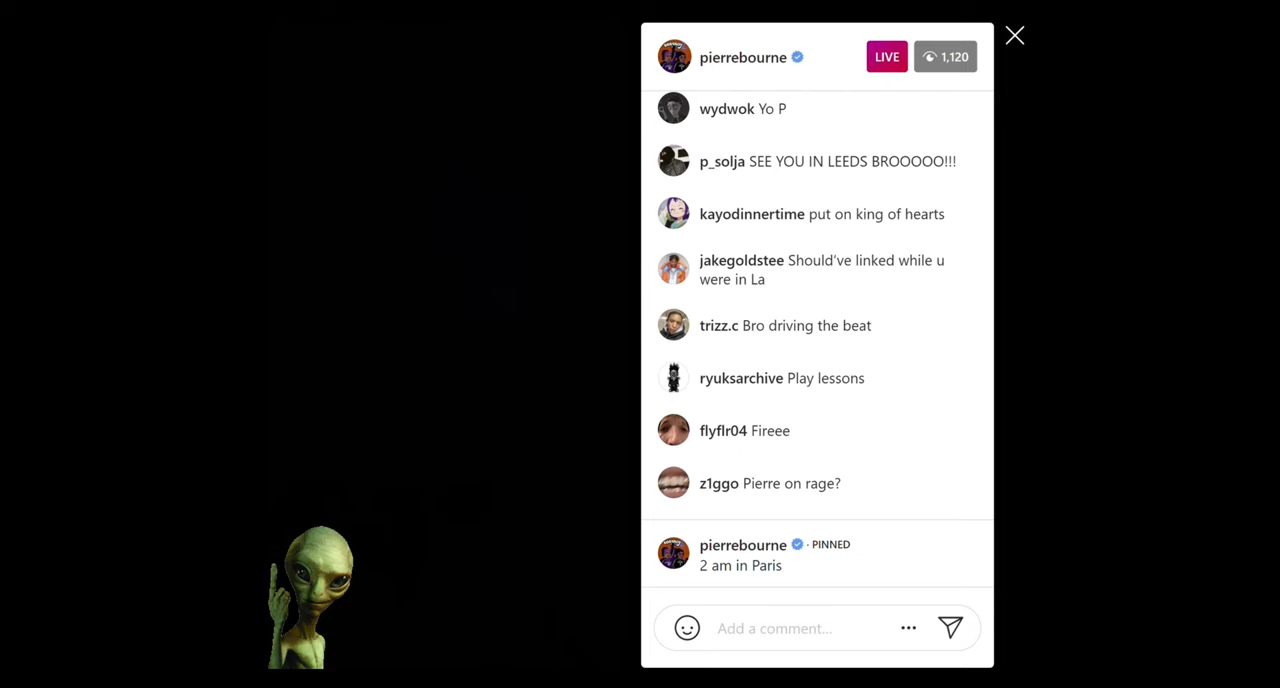 pierrebourne
LIVE
1,120
wydwok Yo P
p_solja SEE YOU IN LEEDS BROOOOO!!!
kayodinnertime put on king of hearts
jakegoldstee Should've linked while u
were in La
trizz.c Bro driving the beat
ryuksarchive Play lessons
flyflr04 Fireee
z1ggo Pierre on rage?
pierrebourne · PINNED
2 am in Paris
Add a comment...